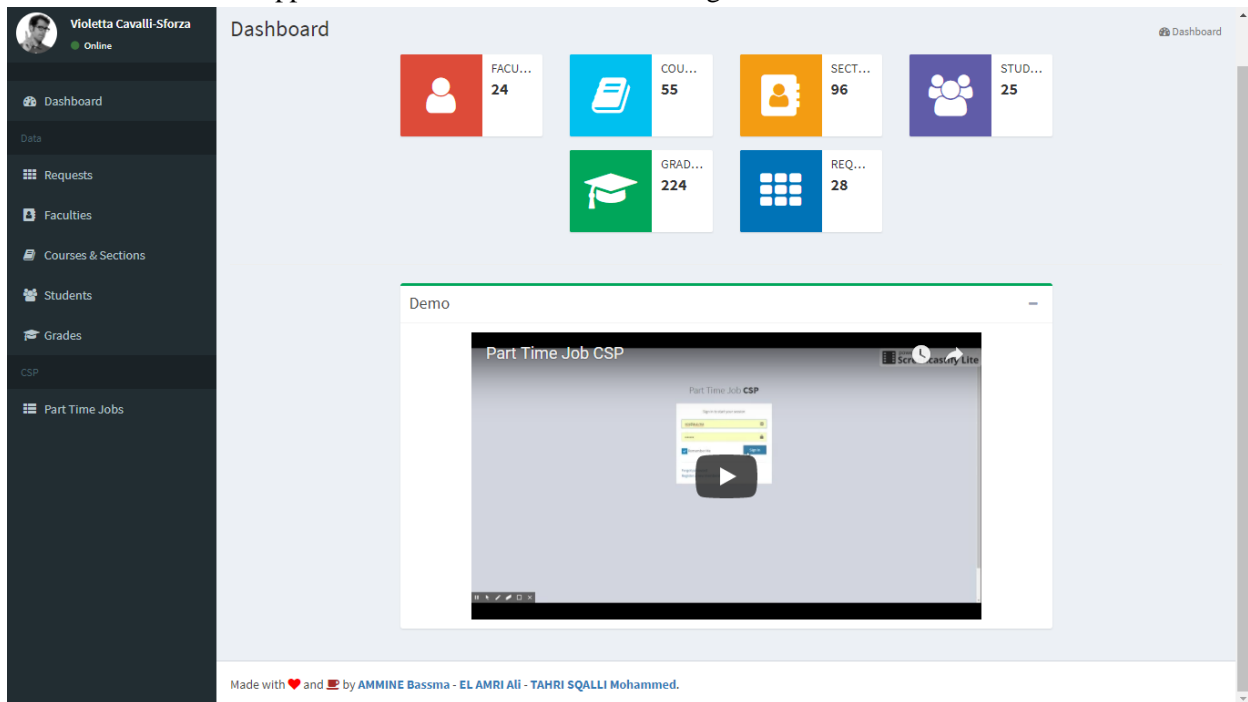 Violetta Cavalli-Sforza
Online
Dashboard
Data
Requests
Faculties
Courses & Sections
Students
Grades
CSP
Part Time Jobs
Dashboard
Dashboard
FACU...
24
COU...
55
SECT...
96
STUD...
25
GRAD...
224
REQ...
28
Demo
Part Time Job CSP
Part Time Job CSP
Sign in
Made with and by AMMINE Bassma - EL AMRI Ali - TAHRI SQALLI Mohammed.